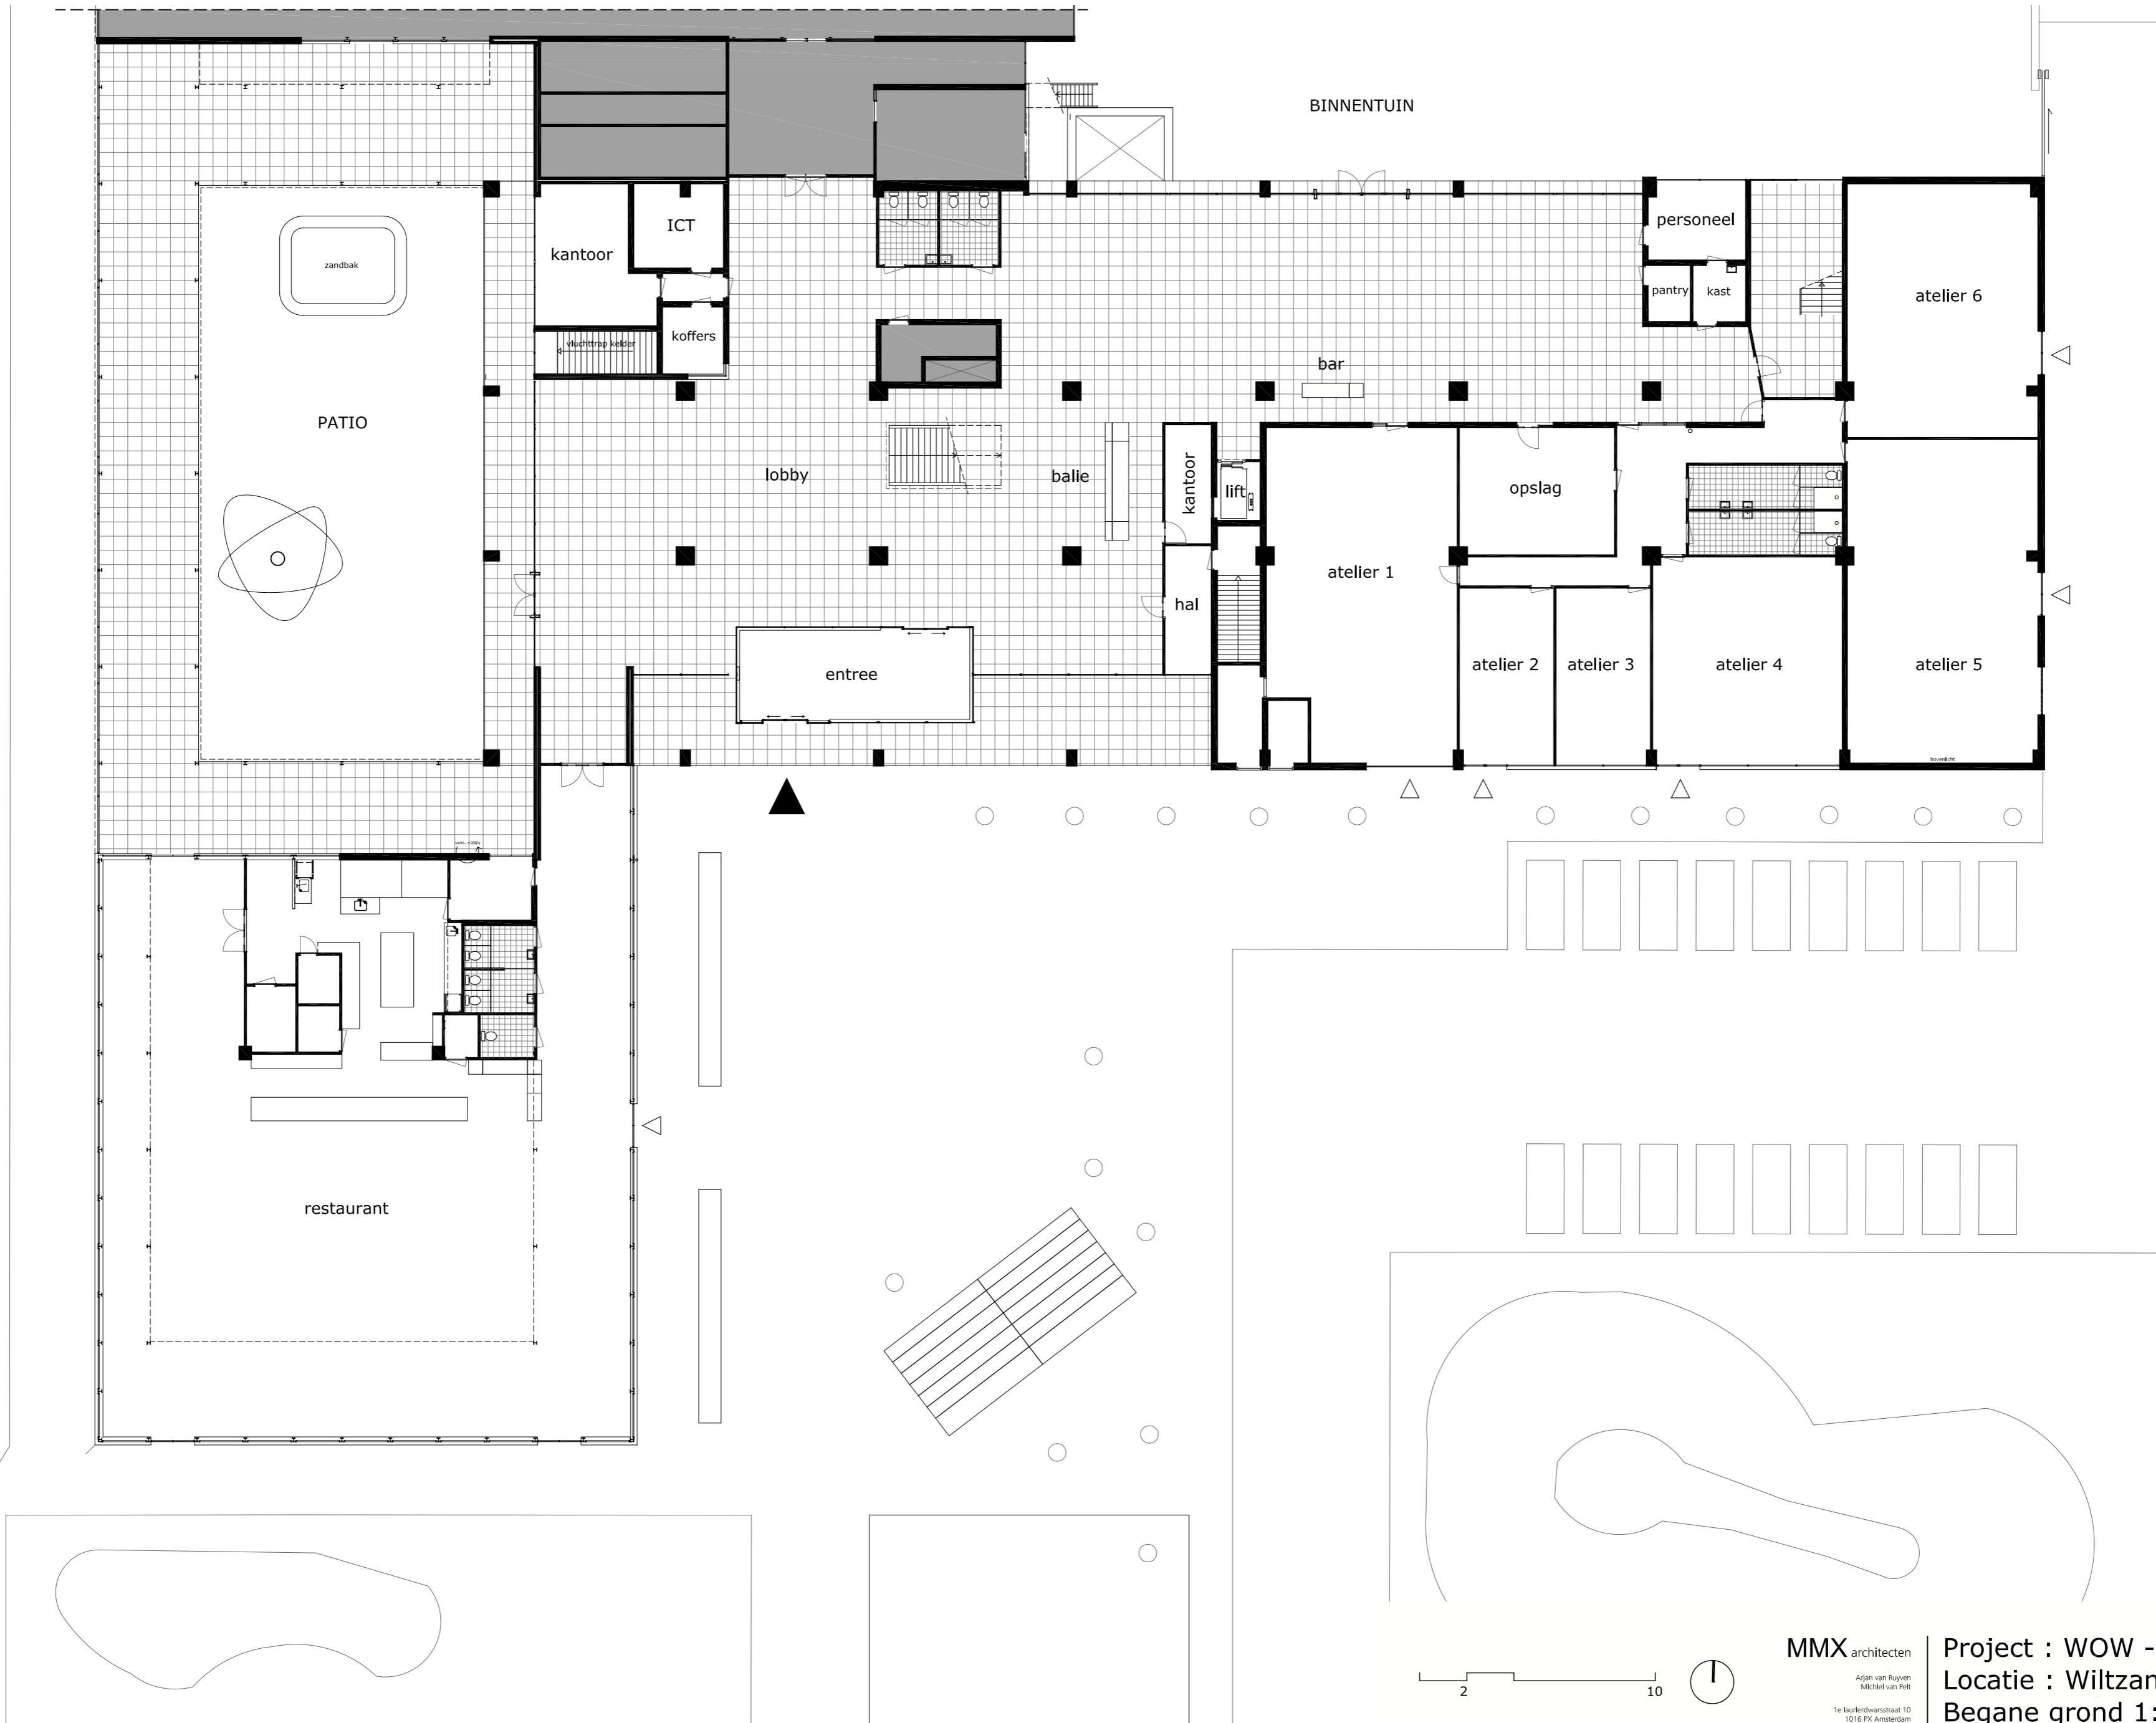 BINNENTUIN
ICT
kantoor
zandbak
personeel
pantry
kast
atelier 6
koffers
vluchttrap kelder
bar
PATIO
lobby
balie
kantoor
lift
opslag
atelier 1
hal
entree
atelier 2
atelier 3
atelier 4
atelier 5
bovenlicht
restaurant
2
10
MMX architecten
Arjan van Ruyven
Michiel van Pelt
1e laurierdwarsstraat 10
1016 PX Amsterdam
Project : WOW -
Locatie : Wiltzan
Begane grond 1: